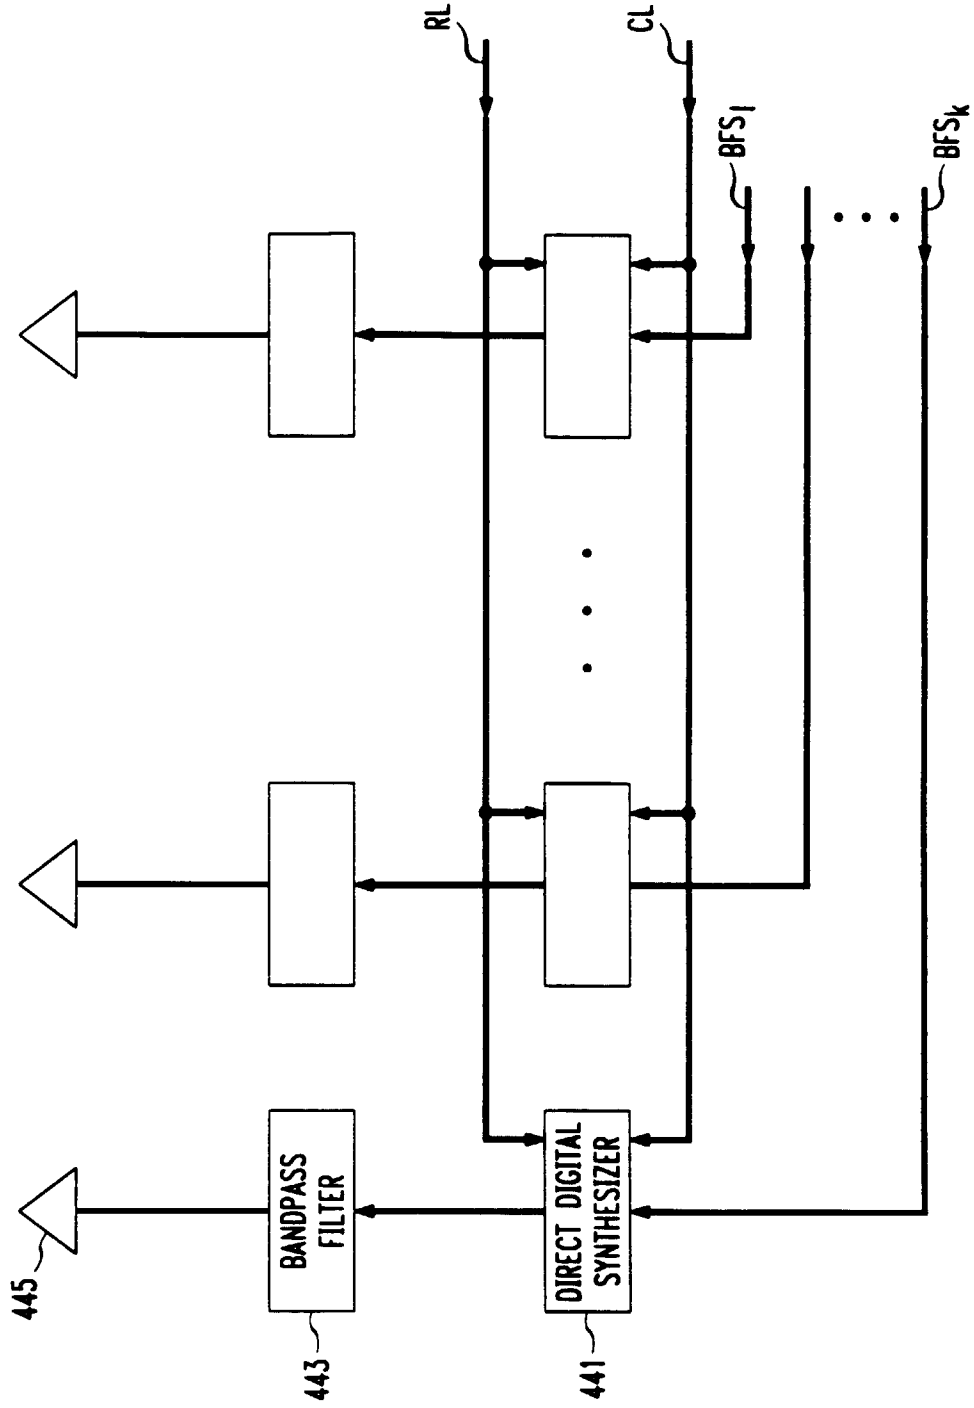 445
BANDPASS
FILTER
443
DIRECT DIGITAL
SYNTHESIZER
441
RL
CL
BFS1
BFSk